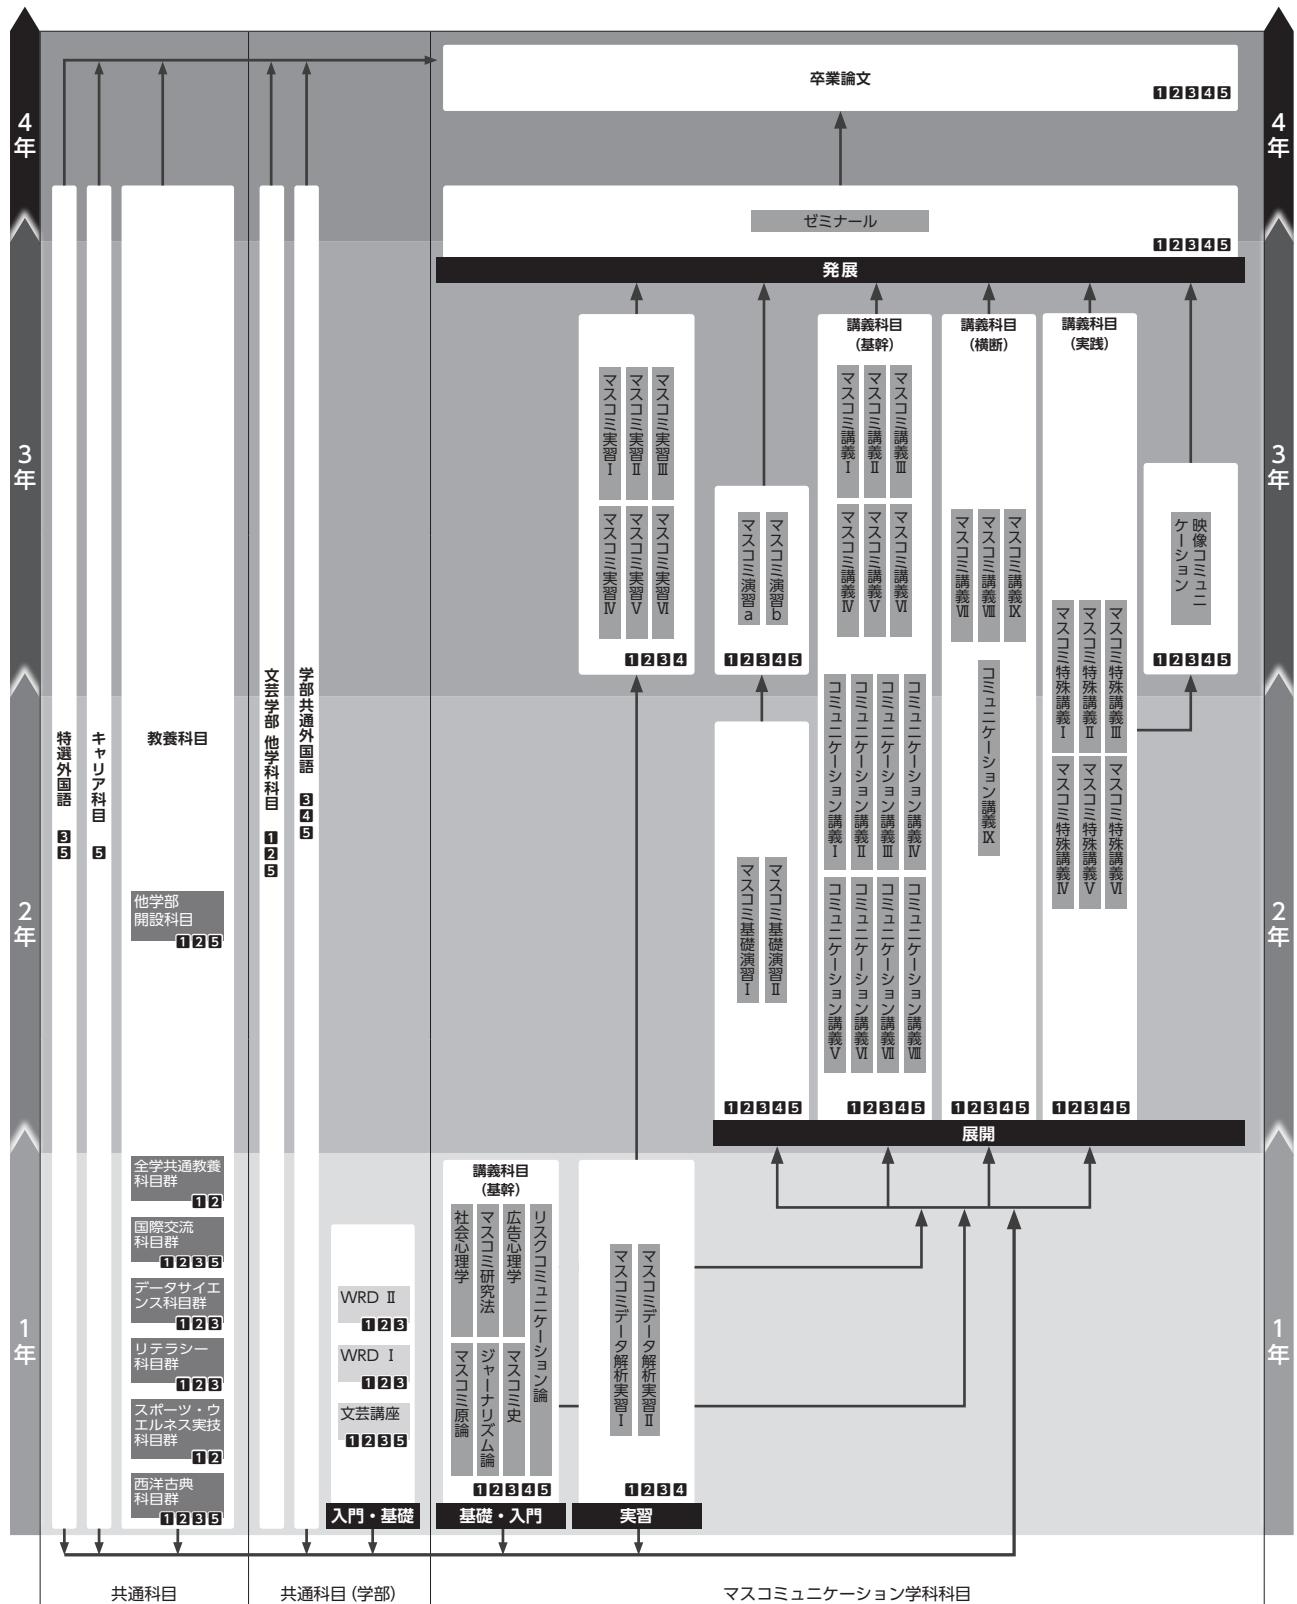 4年
3年
2年
1年
4年
3年
2年
1年
卒業論文
12345
ゼミナール
12345
発展
マスコミ実習Ⅰ
マスコミ実習Ⅱ
マスコミ実習Ⅲ
マスコミ実習Ⅳ
マスコミ実習Ⅴ
マスコミ実習Ⅵ
1234
マスコミ演習a
マスコミ演習b
12345
マスコミ基礎演習Ⅰ
マスコミ基礎演習Ⅱ
12345
講義科目
(基幹)
マスコミ講義Ⅰ
マスコミ講義Ⅱ
マスコミ講義Ⅲ
マスコミ講義Ⅳ
マスコミ講義Ⅴ
マスコミ講義Ⅵ
コミュニケーション講義Ⅰ
コミュニケーション講義Ⅱ
コミュニケーション講義Ⅲ
コミュニケーション講義Ⅳ
コミュニケーション講義Ⅴ
コミュニケーション講義Ⅵ
コミュニケーション講義Ⅶ
コミュニケーション講義Ⅷ
12345
講義科目
(横断)
マスコミ講義Ⅶ
マスコミ講義Ⅷ
マスコミ講義Ⅸ
コミュニケーション講義Ⅸ
12345
講義科目
(実践)
マスコミ特殊講義Ⅰ
マスコミ特殊講義Ⅱ
マスコミ特殊講義Ⅲ
マスコミ特殊講義Ⅳ
マスコミ特殊講義Ⅴ
マスコミ特殊講義Ⅵ
12345
映像コミュニ
ケーション
12345
展開
特選外国語 35
キャリア科目 5
教養科目
他学部
開設科目
125
全学共通教養
科目群
12
国際交流
科目群
1235
データサイエ
ンス科目群
123
リテラシー
科目群
123
スポーツ・ウ
エルネス実技
科目群
12
西洋古典
科目群
1235
文芸学部 他学科科目 125
学部共通外国語 345
WRD Ⅱ
123
WRD Ⅰ
123
文芸講座
1235
入門・基礎
講義科目
(基幹)
社会心理学
マスコミ研究法
広告心理学
リスクコミュニケーション論
マスコミ原論
ジャーナリズム論
マスコミ史
12345
基礎・入門
マスコミデータ解析実習Ⅰ
マスコミデータ解析実習Ⅱ
1234
実習
共通科目
共通科目(学部)
マスコミュニケーション学科科目